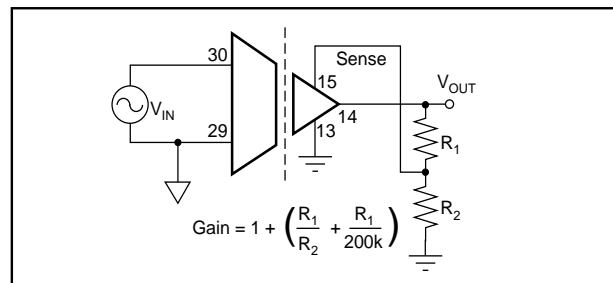 30
Sense
15
V_OUT
V_IN
14
29
13
R_1
R_2
Gain = 1 + (R_1/R_2 + R_1/200k)